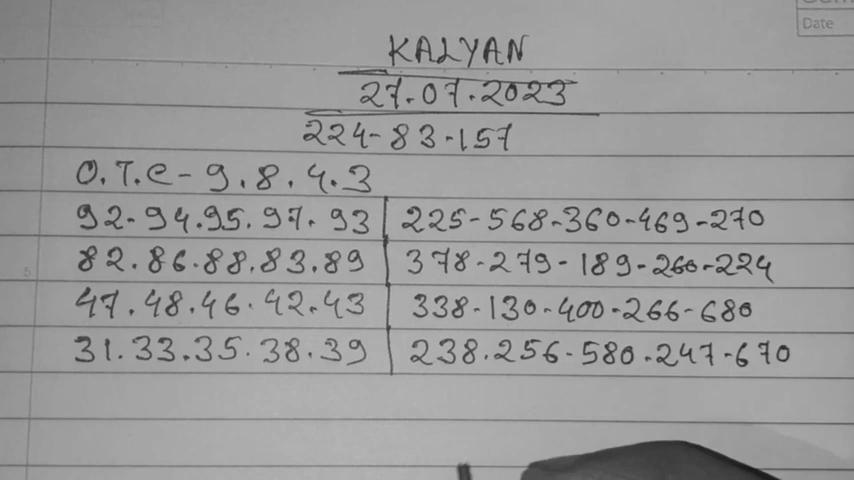 Date
KALYAN
27.07.2023
224-83-157
O.T.C-9.8.4.3
92-94.95.97.93 225-568-360-469-270
82.86.88.83.89 378-279-189-260-224
47.48.46.42.43 338-130-400-266-680
31.33.35.38.39 238.256-580-247-670